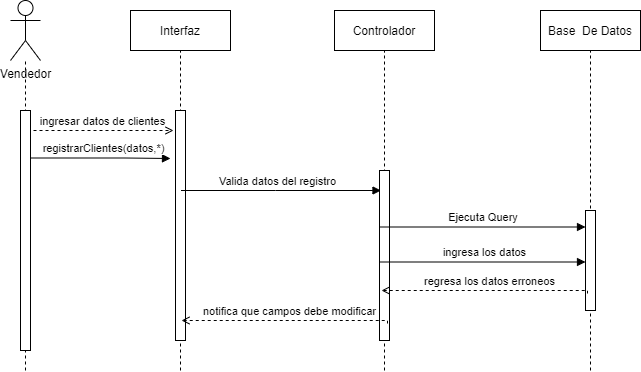 Interfaz
Controlador
Base De Datos
Vendedor
ingresar datos de clientes
registrarClientes(datos,*)
Valida datos del registro
Ejecuta Query
ingresa los datos
regresa los datos erroneos
notifica que campos debe modificar